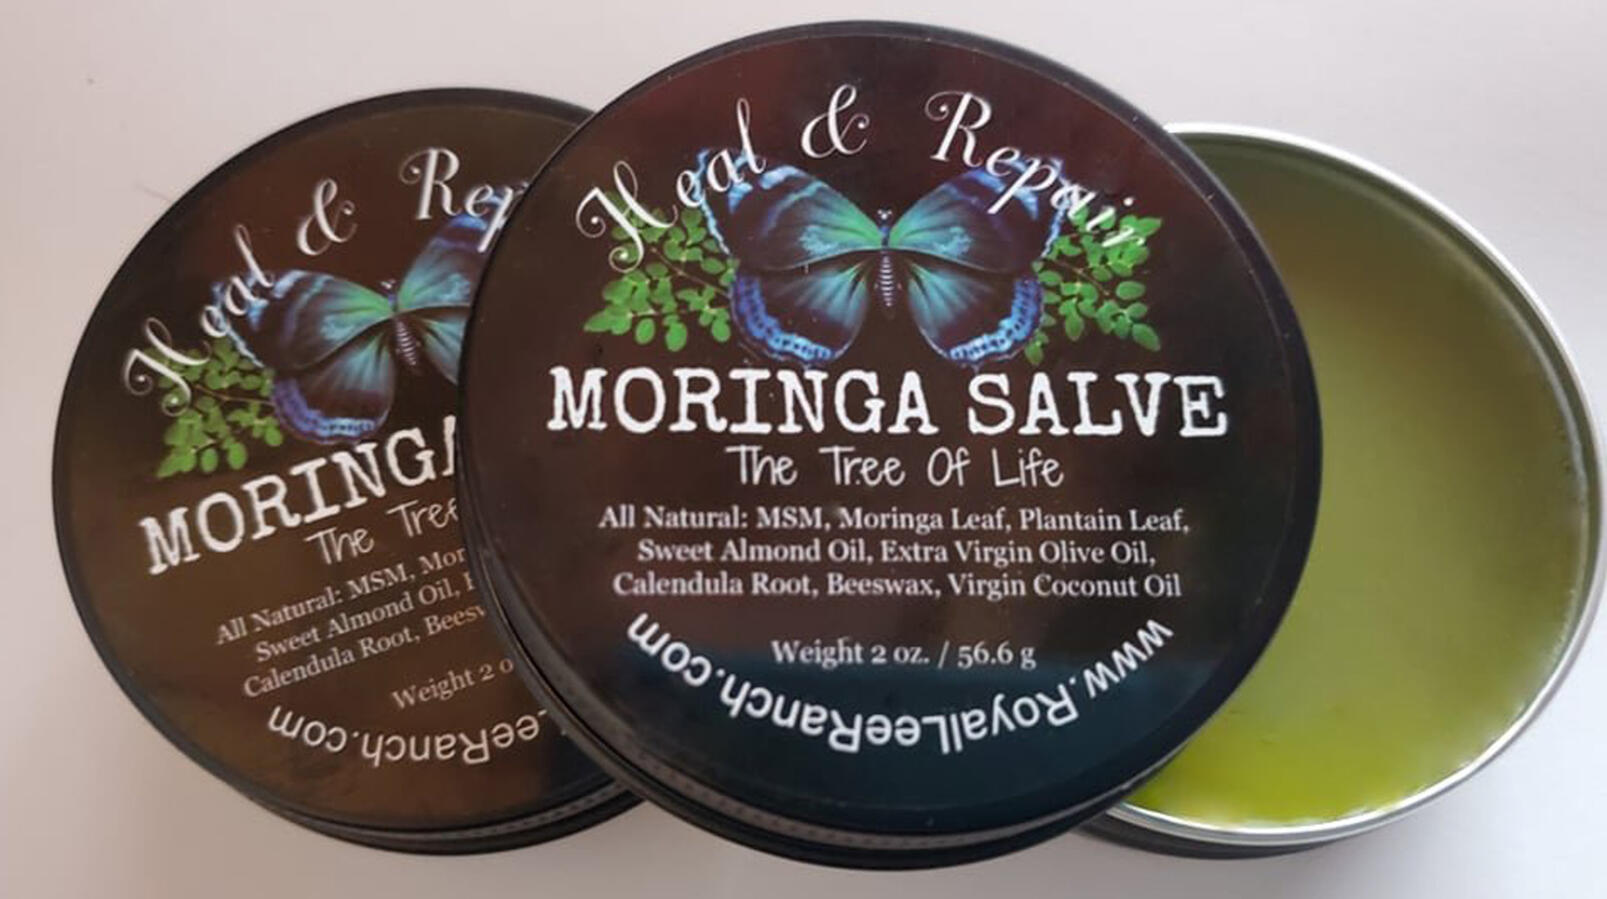 Heal & Rep
MORINGA
The Tree
All Natural: MSM, Mor
Sweet Almond Oil, E
Calendula Root, Beesw
Weight 2 o
LeeRanch.com
Heal & Repair
MORINGA SALVE
The Tree Of Life
All Natural: MSM, Moringa Leaf, Plantain Leaf,
Sweet Almond Oil, Extra Virgin Olive Oil,
Calendula Root, Beeswax, Virgin Coconut Oil
Weight 2 oz. / 56.6 g
www.RoyalLeeRanch.com